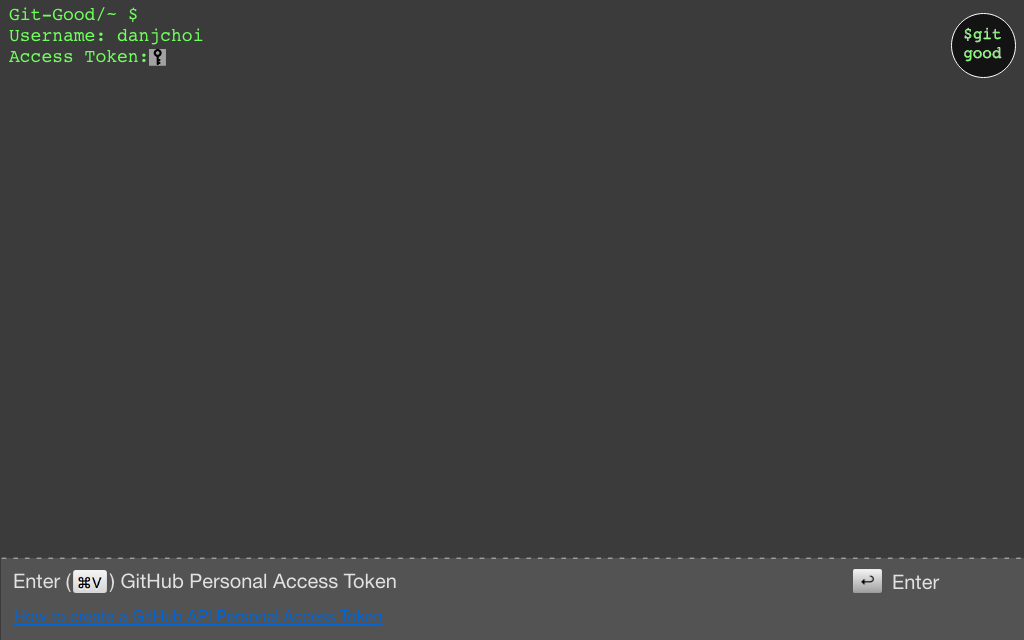 Git-Good/~ $
Username: danjchoi
Access Token:
$git
good
Enter (⌘V) GitHub Personal Access Token
↩ Enter
How to create a GitHub API Personal Access Token